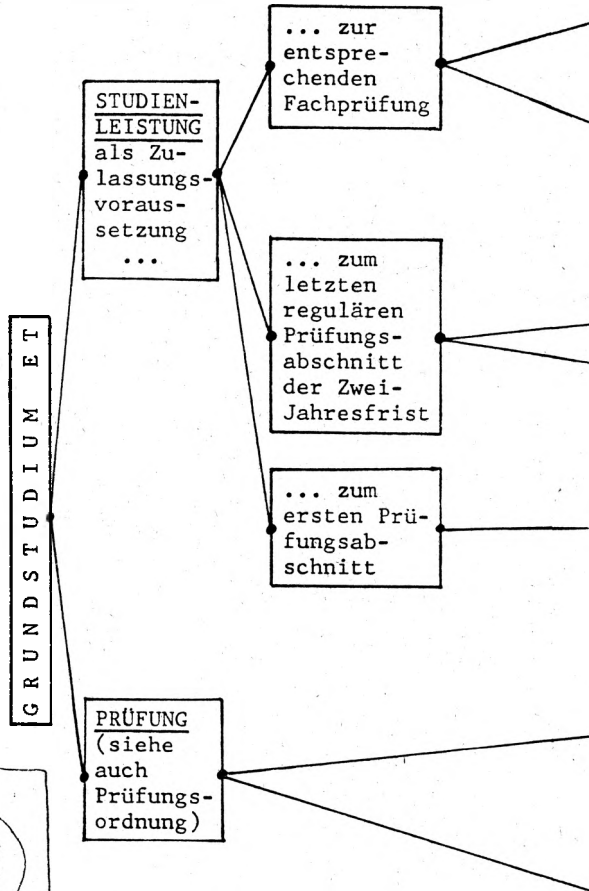 GRUNDSTUDIUM ET
STUDIEN-
LEISTUNG
als Zu-
lassungs-
voraus-
setzung
...
... zur
entspre-
chenden
Fachprüfung
... zum
letzten
regulären
Prüfungs-
abschnitt
der Zwei-
Jahresfrist
... zum
ersten Prü-
fungsab-
schnitt
PRÜFUNG
(siehe
auch
Prüfungs-
ordnung)